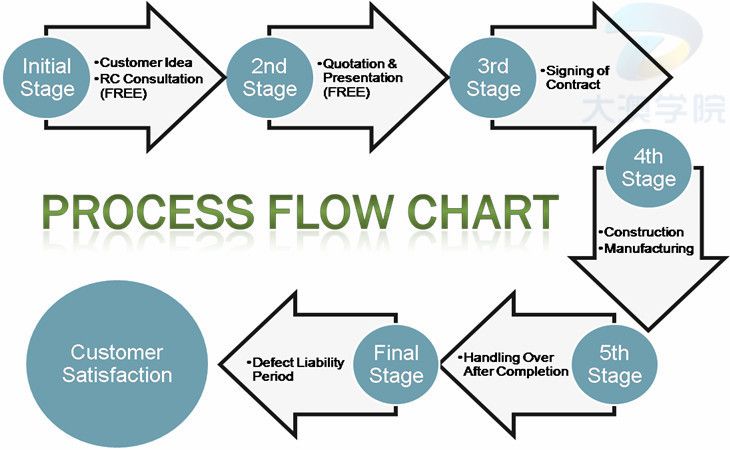 Initial
Stage
•Customer Idea
•RC Consultation
(FREE)
2nd
Stage
•Quotation &
Presentation
(FREE)
3rd
Stage
•Signing of
Contract
大漠学院
4th
Stage
•Construction
•Manufacturing
PROCESS FLOW CHART
5th
Stage
•Handling Over
After Completion
Final
Stage
•Defect Liability
Period
Customer
Satisfaction